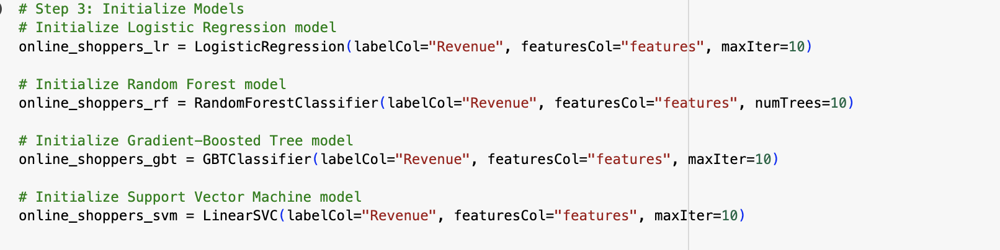 # Step 3: Initialize Models
# Initialize Logistic Regression model
online_shoppers_lr = LogisticRegression(labelCol="Revenue", featuresCol="features", maxIter=10)
# Initialize Random Forest model
online_shoppers_rf = RandomForestClassifier(labelCol="Revenue", featuresCol="features", numTrees=10)
# Initialize Gradient-Boosted Tree model
online_shoppers_gbt = GBTClassifier(labelCol="Revenue", featuresCol="features", maxIter=10)
# Initialize Support Vector Machine model
online_shoppers_svm = LinearSVC(labelCol="Revenue", featuresCol="features", maxIter=10)